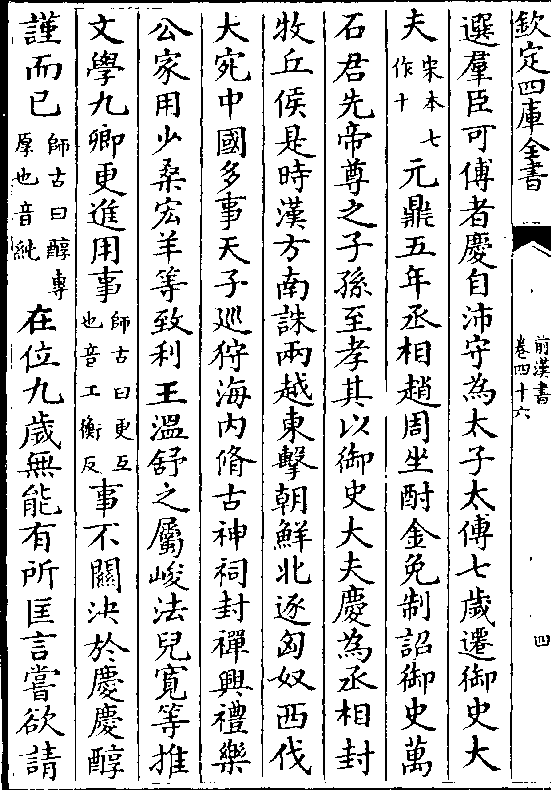 欽定四庫全書
前漢書
卷四十六
四
選羣臣可傅者慶自沛守為太子太傅七歲遷御史大
夫宋本七作十元鼎五年丞相趙周坐酎金免制詔御史萬
石君先帝尊之子孫至孝其以御史大夫慶為丞相封
牧丘侯是時漢方南誅兩越東擊朝鮮北逐匈奴西伐
大宛中國多事天子巡狩海內脩古神祠封禪興禮樂
公家用少桑宏羊等致利王溫舒之屬峻法兒寬等推
文學九卿更進用事師古曰更互也音工衡反事不關決於慶慶醇
謹而已師古曰醇專厚也音純在位九歲無能有所匡言嘗欲請